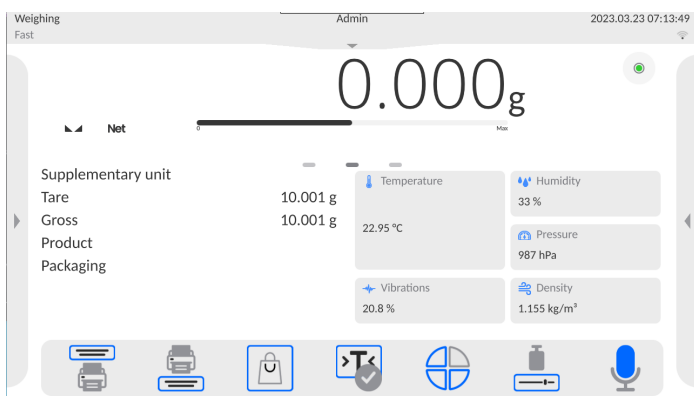 Weighing Admin 2023.03.23 07:13:49
Fast
0.000 g
Net 0 Max
Supplementary unit
Tare 10.001 g
Gross 10.001 g
Product
Packaging
Temperature
22.95 °C
Humidity
33 %
Pressure
987 hPa
Vibrations
20.8 %
Density
1.155 kg/m³
>T<